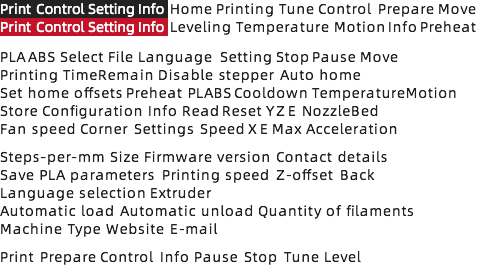 Print Control Setting Info Home Printing Tune Control Prepare Move
Print Control Setting Info Leveling Temperature Motion Info Preheat
PLA ABS Select File Language Setting Stop Pause Move
Printing TimeRemain Disable stepper Auto home
Set home offsets Preheat PLABS Cooldown TemperatureMotion
Store Configuration Info Read Reset Y Z E NozzleBed
Fan speed Corner Settings Speed X E Max Acceleration
Steps-per-mm Size Firmware version Contact details
Save PLA parameters Printing speed Z-offset Back
Language selection Extruder
Automatic load Automatic unload Quantity of filaments
Machine Type Website E-mail
Print Prepare Control Info Pause Stop Tune Level